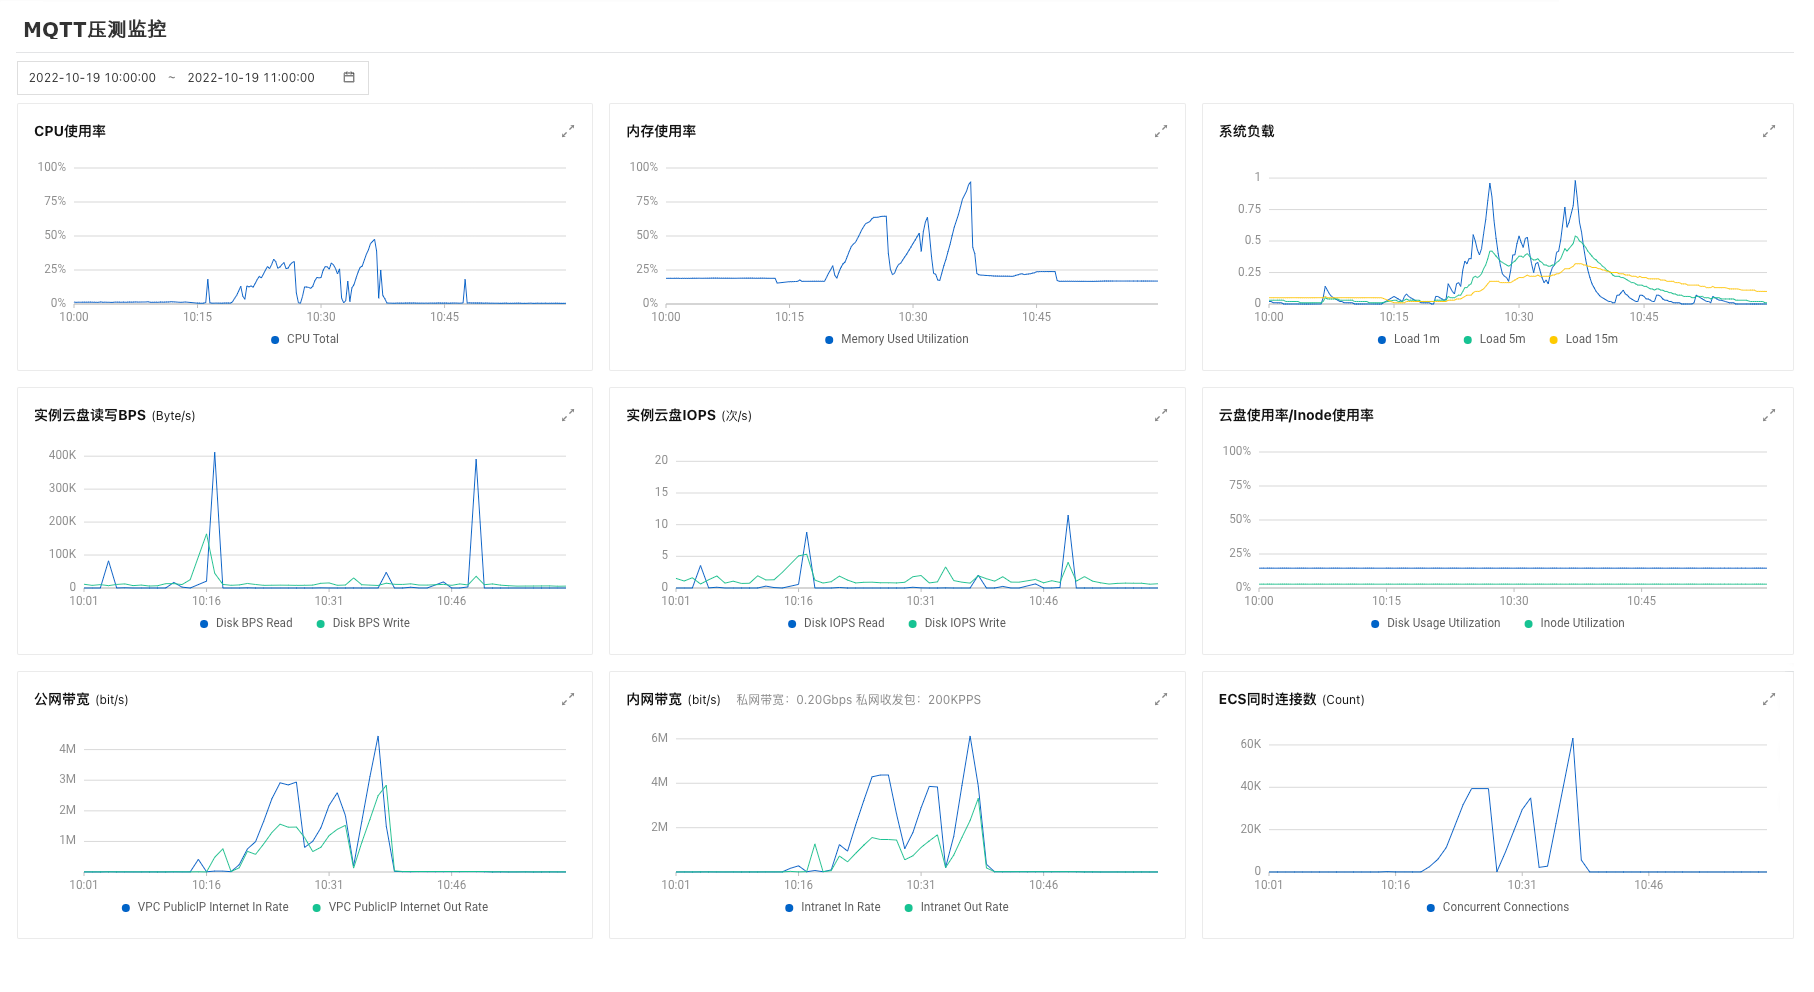 MQTT压测监控
2022-10-19 10:00:00 ~ 2022-10-19 11:00:00
CPU使用率
100%
75%
50%
25%
0%
10:00 10:15 10:30 10:45
CPU Total
内存使用率
100%
75%
50%
25%
0%
10:00 10:15 10:30 10:45
Memory Used Utilization
系统负载
1
0.75
0.5
0.25
0
10:00 10:15 10:30 10:45
Load 1m Load 5m Load 15m
实例云盘读写BPS (Byte/s)
400K
300K
200K
100K
0
10:01 10:16 10:31 10:46
Disk BPS Read Disk BPS Write
实例云盘IOPS (次/s)
20
15
10
5
0
10:01 10:16 10:31 10:46
Disk IOPS Read Disk IOPS Write
云盘使用率/Inode使用率
100%
75%
50%
25%
0%
10:00 10:15 10:30 10:45
Disk Usage Utilization Inode Utilization
公网带宽 (bit/s)
4M
3M
2M
1M
10:01 10:16 10:31 10:46
VPC PublicIP Internet In Rate VPC PublicIP Internet Out Rate
内网带宽 (bit/s) 私网带宽：0.20Gbps 私网收发包：200KPPS
6M
4M
2M
10:01 10:16 10:31 10:46
Intranet In Rate Intranet Out Rate
ECS同时连接数 (Count)
60K
40K
20K
0
10:01 10:16 10:31 10:46
Concurrent Connections